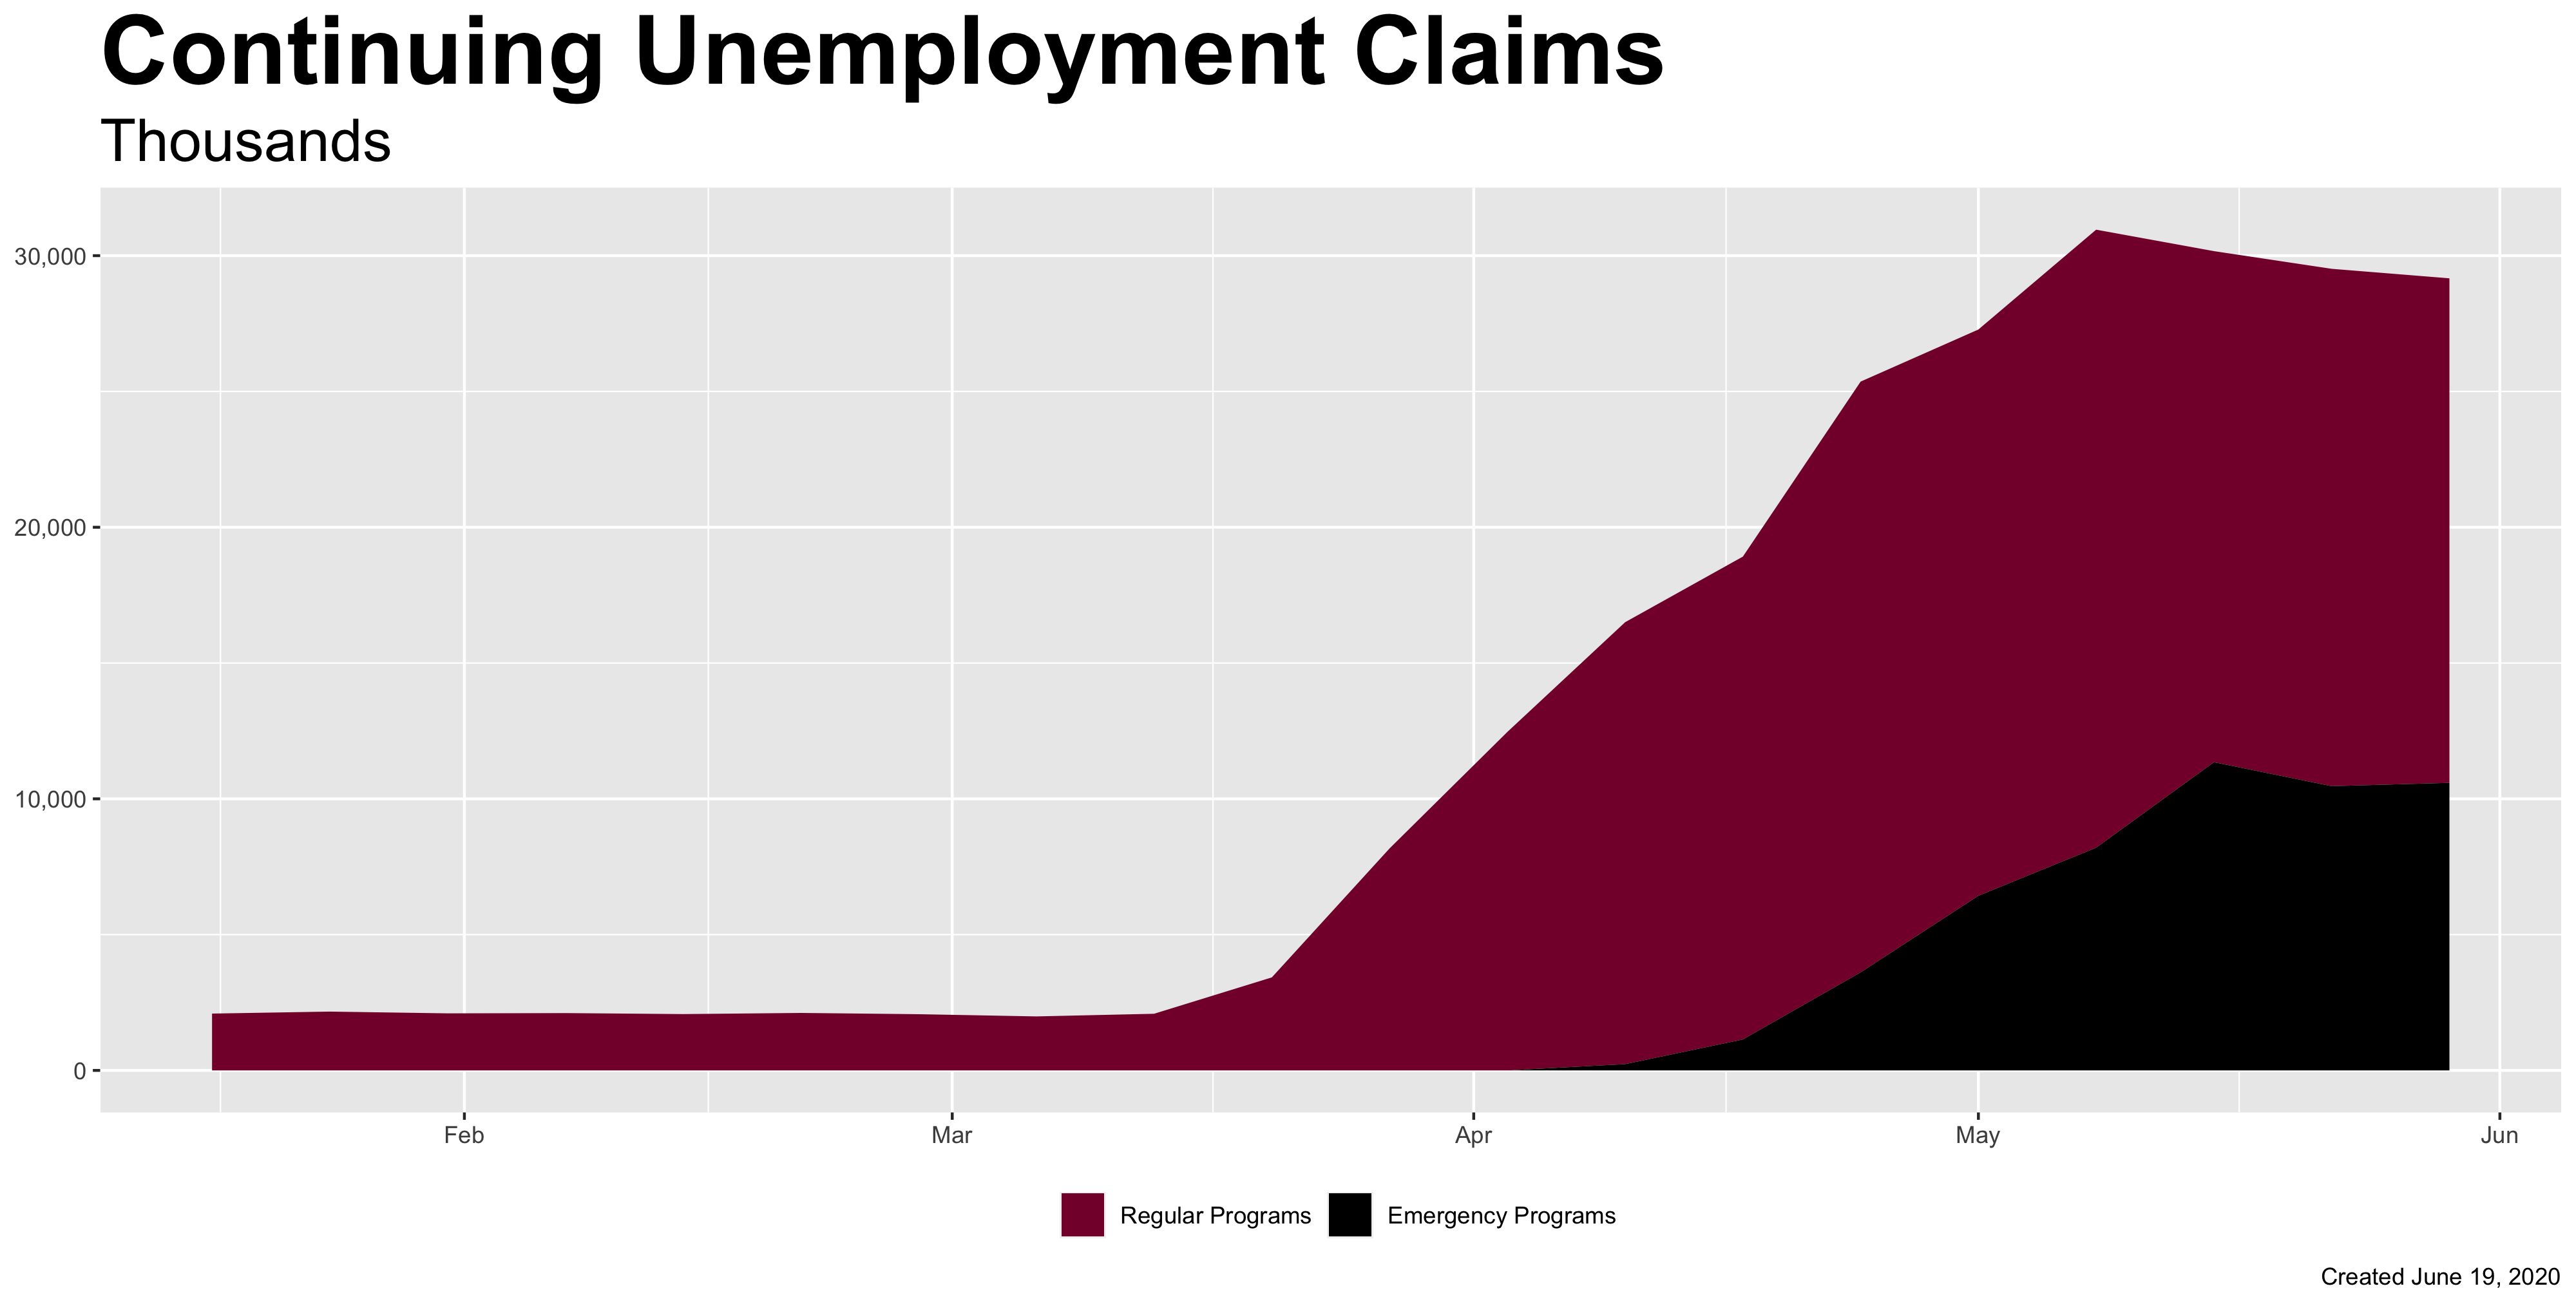 Continuing Unemployment Claims
Thousands
30,000
20,000
10,000
0
Feb Mar Apr May Jun
Regular Programs Emergency Programs
Created June 19, 2020